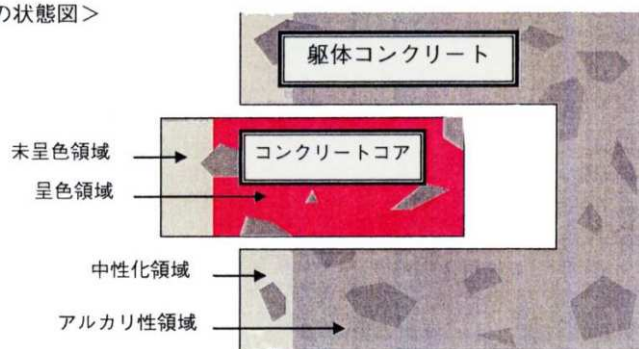 の状態図＞
躯体コンクリート
コンクリートコア
未呈色領域
呈色領域
中性化領域
アルカリ性領域